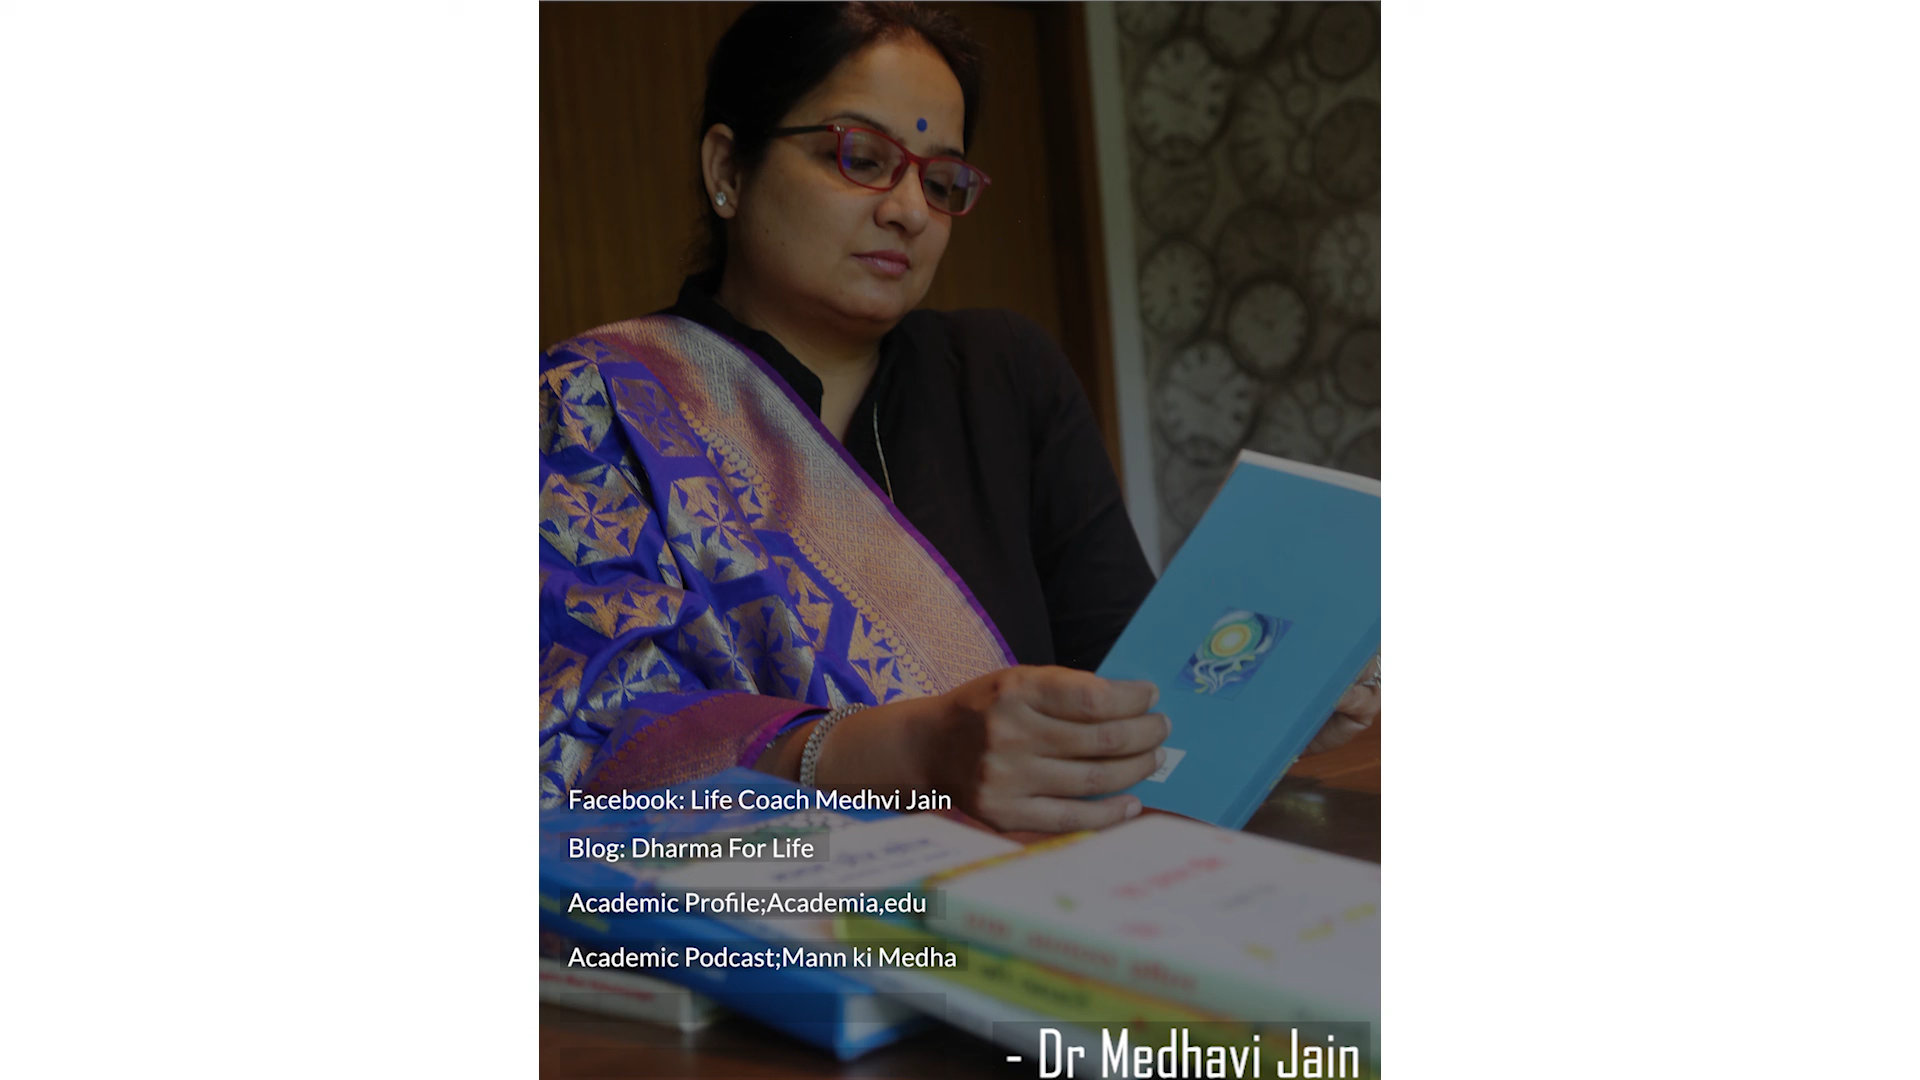 Facebook: Life Coach Medhvi Jain
Blog: Dharma For Life
Academic Profile;Academia,edu
Academic Podcast;Mann ki Medha
- Dr Medhavi Jain